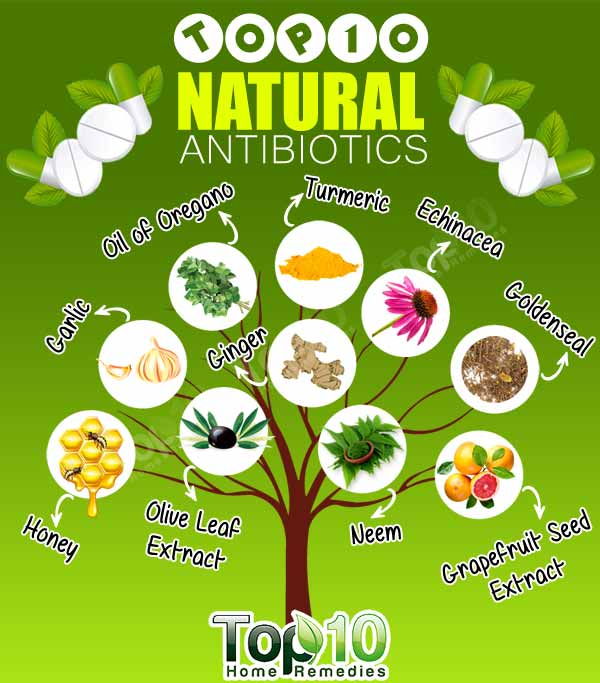 TOP10
NATURAL
ANTIBIOTICS
Oil of Oregano
Turmeric
Echinacea
Garlic
Ginger
Goldenseal
Honey
Olive Leaf
Extract
Neem
Grapefruit Seed
Extract
Top10
Home Remedies